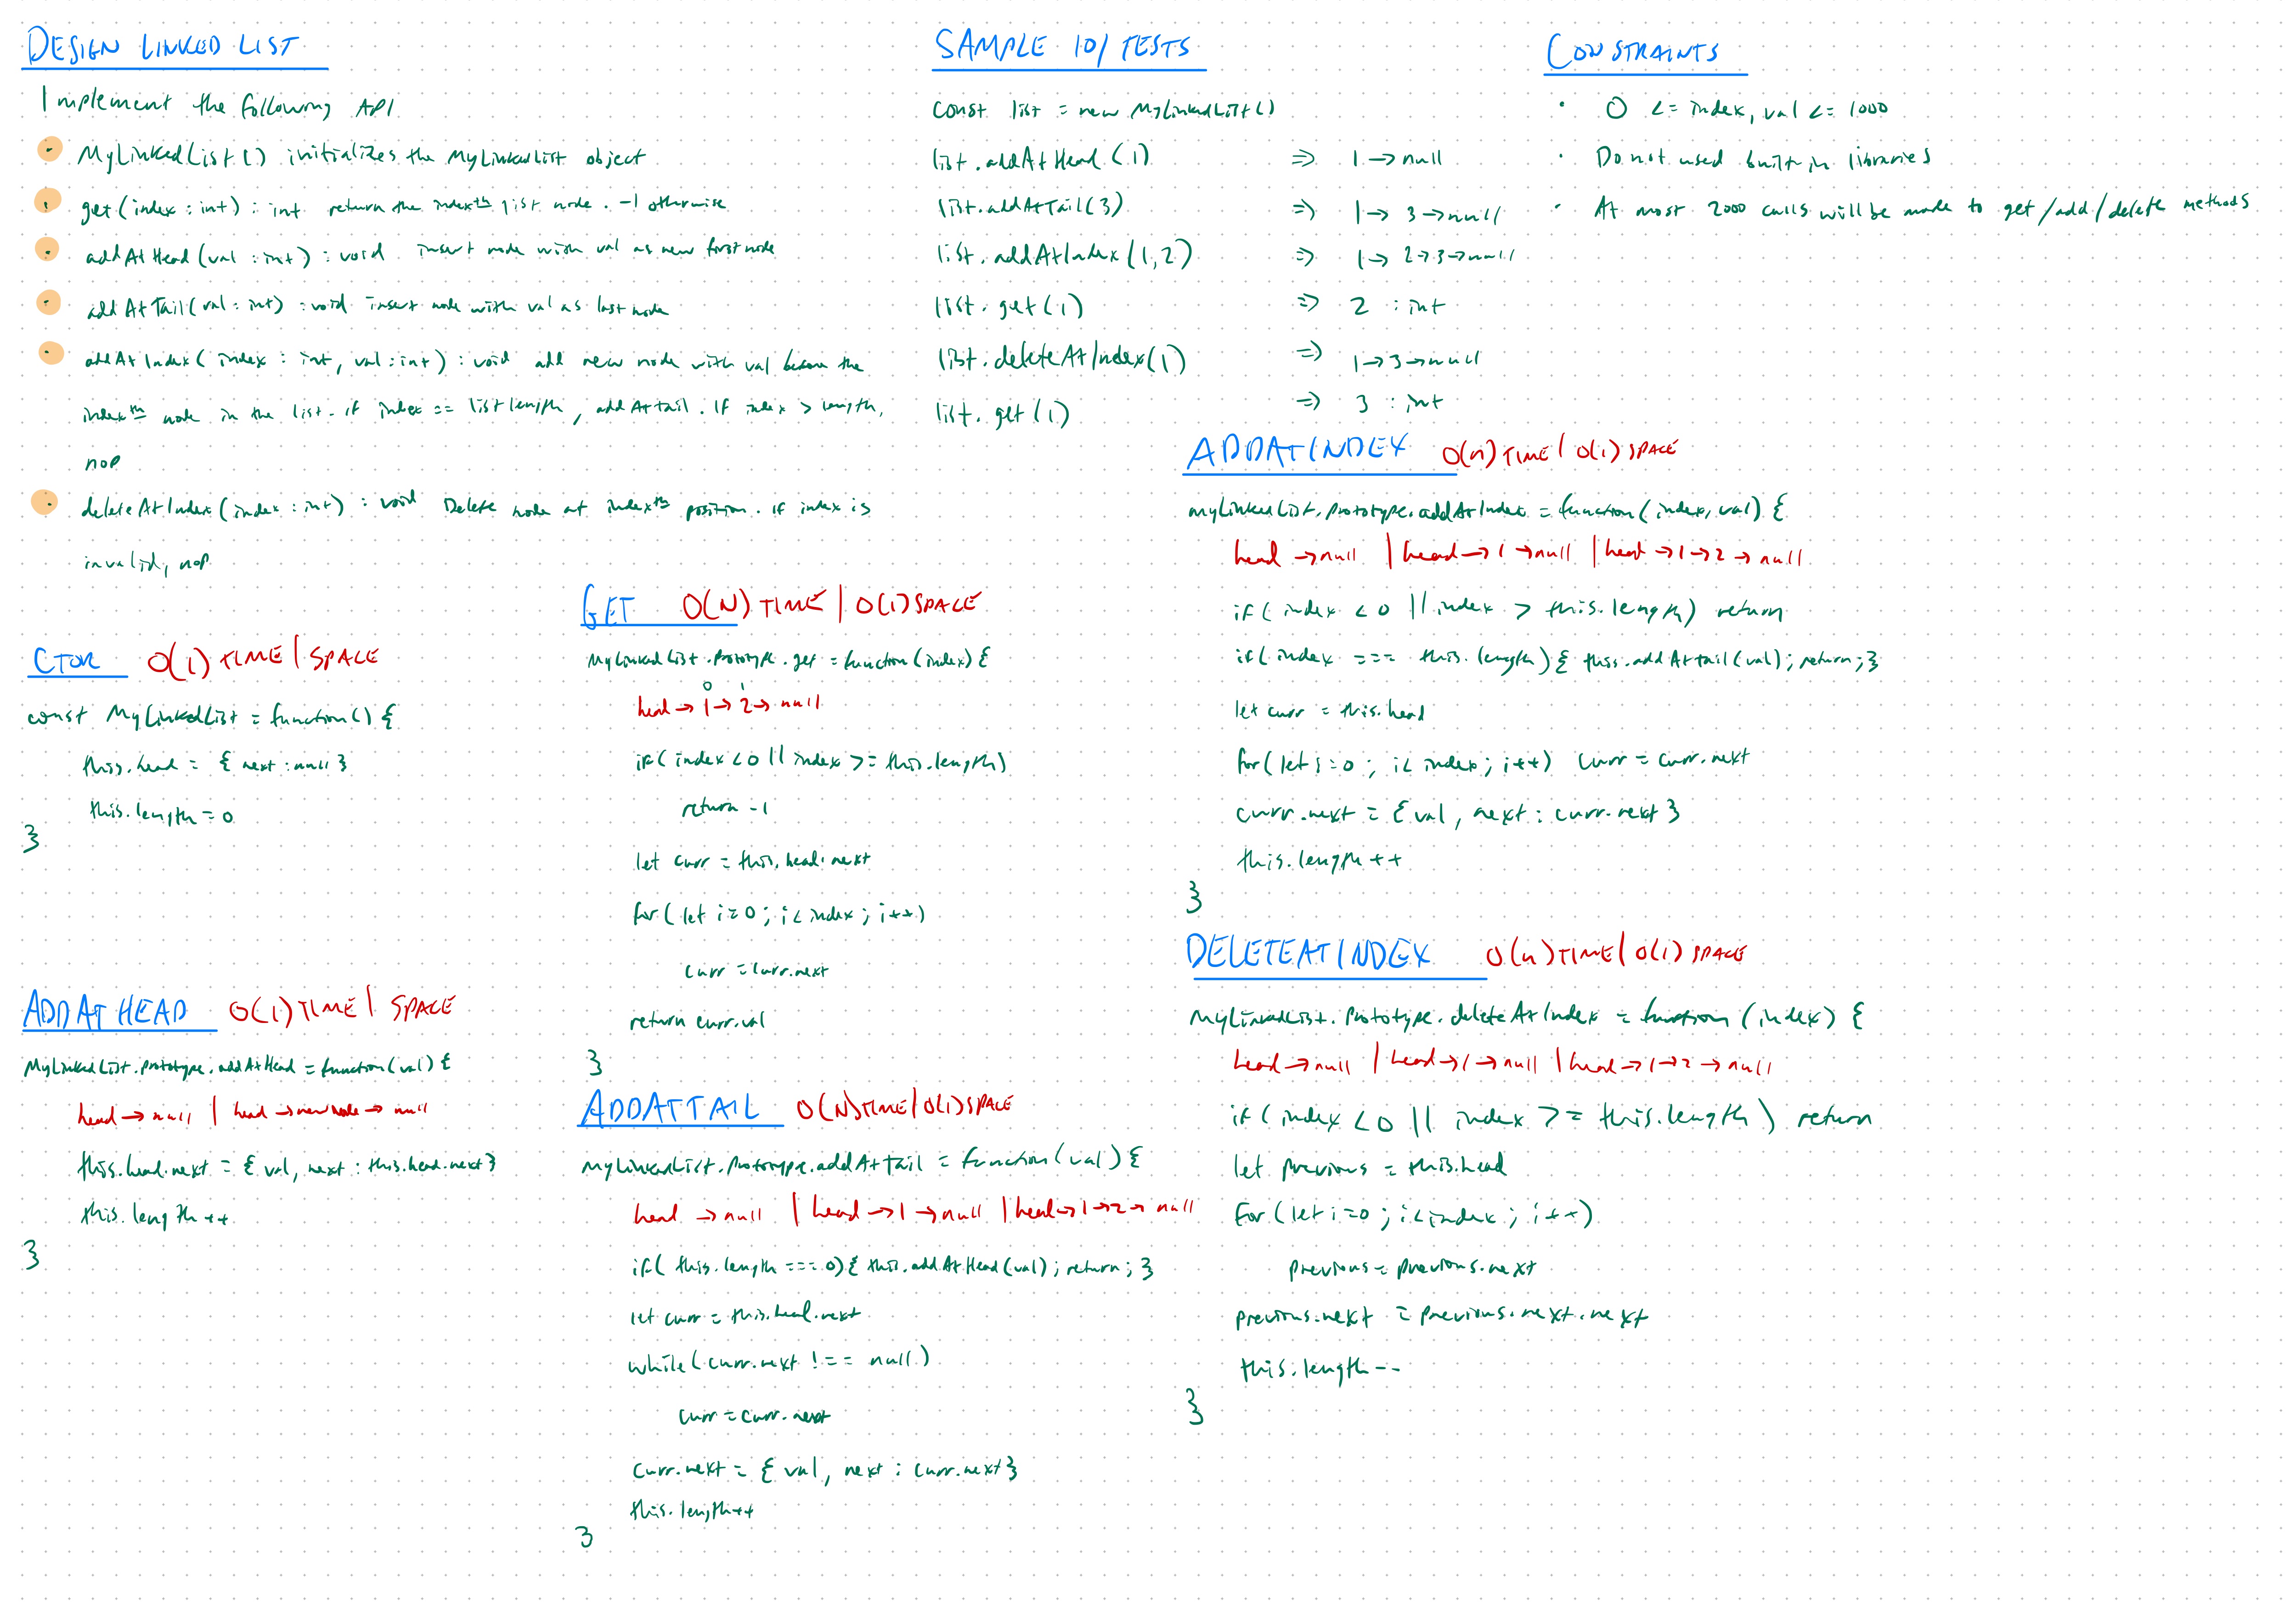 DESIGN LINKED LIST
Implement the following API
• MyLinkedList() initializes the MyLinkedList object
• get(index : int) : int return the indexth list node. -1 otherwise
• addAtHead(val : int) : void insert node with val as new first node
• addAtTail(val : int) : void insert node with val as last node
• addAtIndex( index : int, val : int) : void add new node with val before the
indexth node in the list. if index == list length, addAtTail. If index > length,
nop
• deleteAtIndex(index : int) : void Delete node at indexth position. if index is
invalid, nop
SAMPLE IO/TESTS
const list = new MyLinkedList()
list.addAtHead(1) => 1 → null
list.addAtTail(3) => 1 → 3 → null
list.addAtIndex(1,2) => 1 → 2 → 3 → null
list.get(1) => 2 : int
list.deleteAtIndex(1) => 1 → 3 → null
list.get(1) => 3 : int
CONSTRAINTS
• 0 <= index, val <= 1000
• Do not used built in libraries
• At most 2000 calls will be made to get/add/delete methods
CTOR O(1) TIME | SPACE
const MyLinkedList = function() {
this.head = { next : null }
this.length = 0
}
ADDATHEAD O(1) TIME | SPACE
MyLinkedList.prototype.addAtHead = function(val) {
head → null | head → new node → null
this.head.next = { val, next : this.head.next }
this.length++
}
GET O(N) TIME | O(1) SPACE
MyLinkedList.prototype.get = function(index) {
0 1
head → 1 → 2 → null
if(index < 0 || index >= this.length)
return -1
let curr = this.head.next
for( let i = 0 ; i < index ; i++)
curr = curr.next
return curr.val
}
ADDATTAIL O(N) TIME | O(1) SPACE
MyLinkedList.prototype.addAtTail = function(val) {
head → null | head → 1 → null | head → 1 → 2 → null
if( this.length === 0) { this.addAtHead(val); return; }
let curr = this.head.next
while(curr.next !== null)
curr = curr.next
curr.next = { val, next : curr.next }
this.length++
}
ADDATINDEX O(n) TIME | O(1) SPACE
MyLinkedList.prototype.addAtIndex = function(index, val) {
head → null | head → 1 → null | head → 1 → 2 → null
if( index < 0 || index > this.length) return
if(index === this.length) { this.addAtTail(val); return; }
let curr = this.head
for( let i = 0 ; i < index ; i++) curr = curr.next
curr.next = { val, next : curr.next }
this.length++
}
DELETEATINDEX O(n) TIME | O(1) SPACE
MyLinkedList.prototype.deleteAtIndex = function (index) {
head → null | head → 1 → null | head → 1 → 2 → null
if( index < 0 || index >= this.length ) return
let previous = this.head
for( let i = 0 ; i < index ; i++)
previous = previous.next
previous.next = previous.next.next
this.length--
}